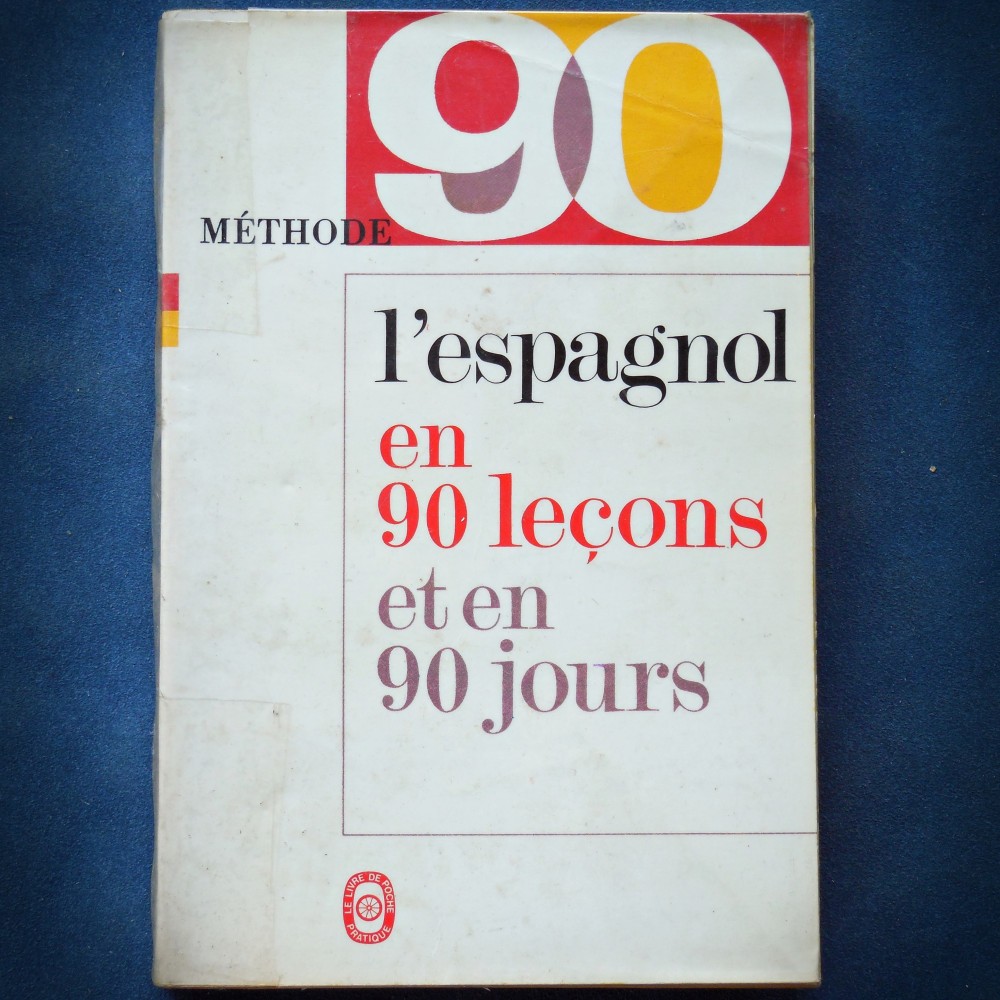 90
MÉTHODE
l'espagnol
en
90 leçons
et en
90 jours
LE LIVRE DE POCHE
PRATIQUE